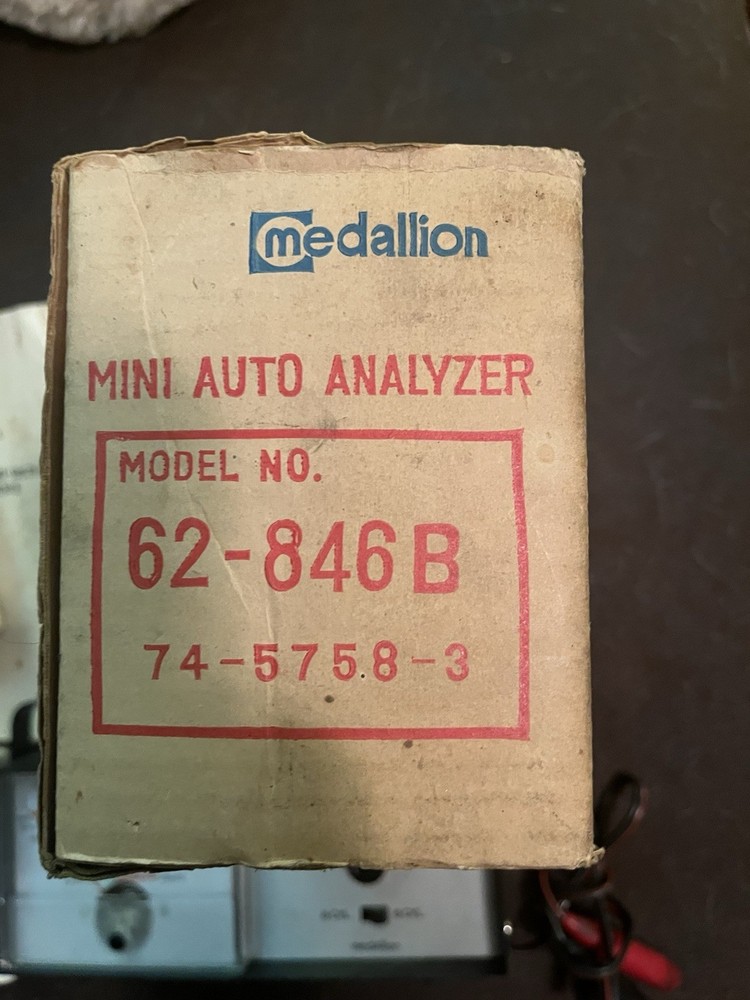 medallion
MINI AUTO ANALYZER
MODEL NO.
62-846B
74-5758-3